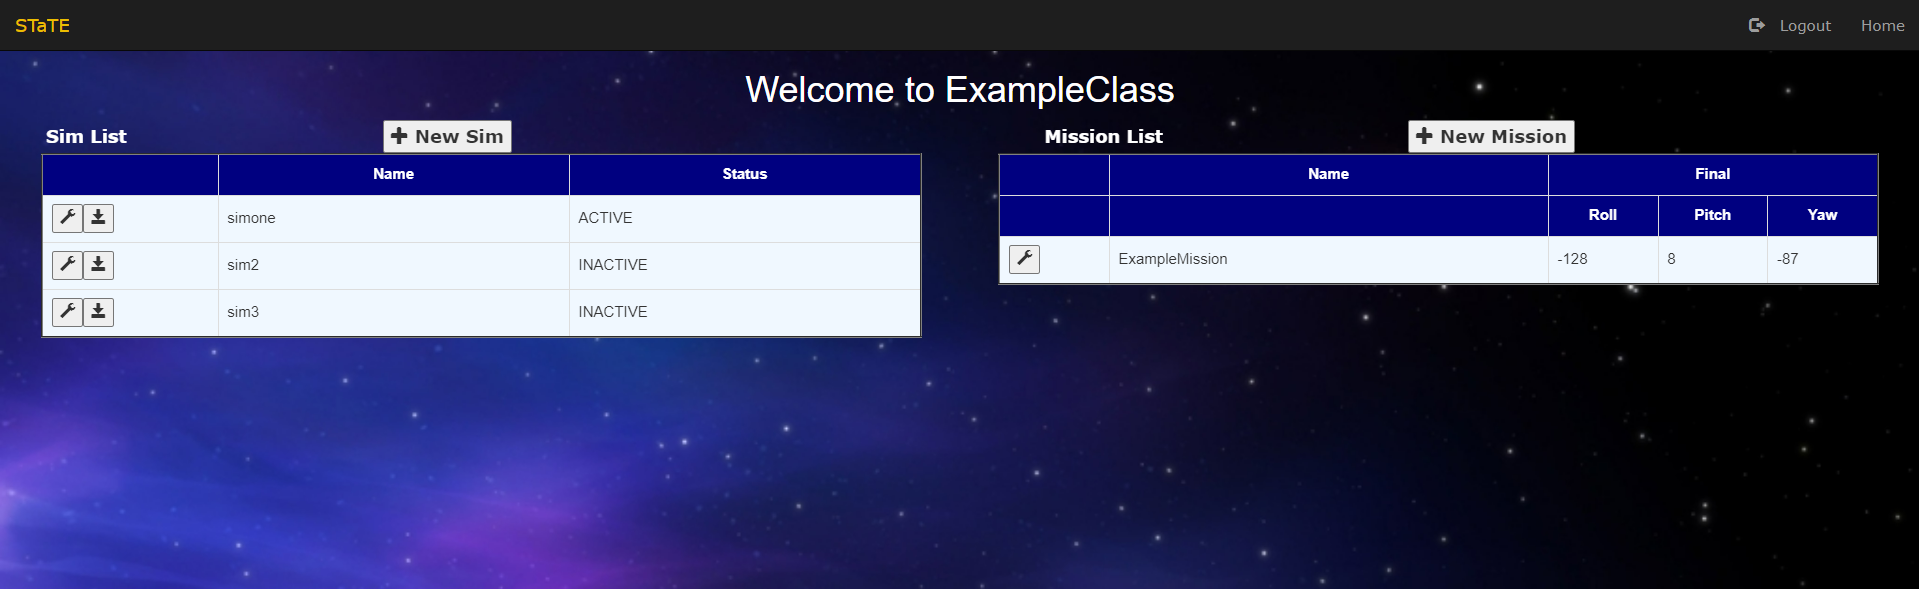 STaTE
Logout Home
Welcome to ExampleClass
Sim List
New Sim
Name Status
simone ACTIVE
sim2 INACTIVE
sim3 INACTIVE
Mission List
New Mission
Name Final
Roll Pitch Yaw
ExampleMission -128 8 -87